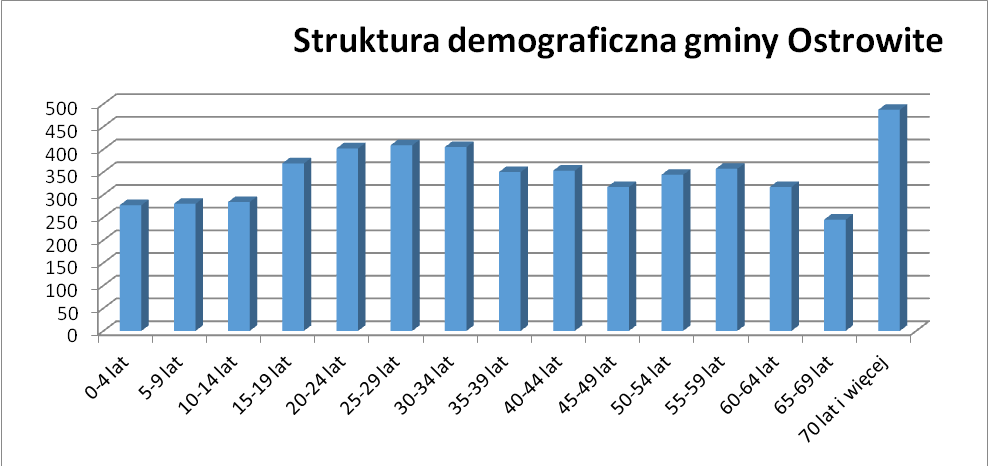 Struktura demograficzna gminy Ostrowite
500
450
400
350
300
250
200
150
100
50
0
0-4 lat
5-9 lat
10-14 lat
15-19 lat
20-24 lat
25-29 lat
30-34 lat
35-39 lat
40-44 lat
45-49 lat
50-54 lat
55-59 lat
60-64 lat
65-69 lat
70 lat i więcej